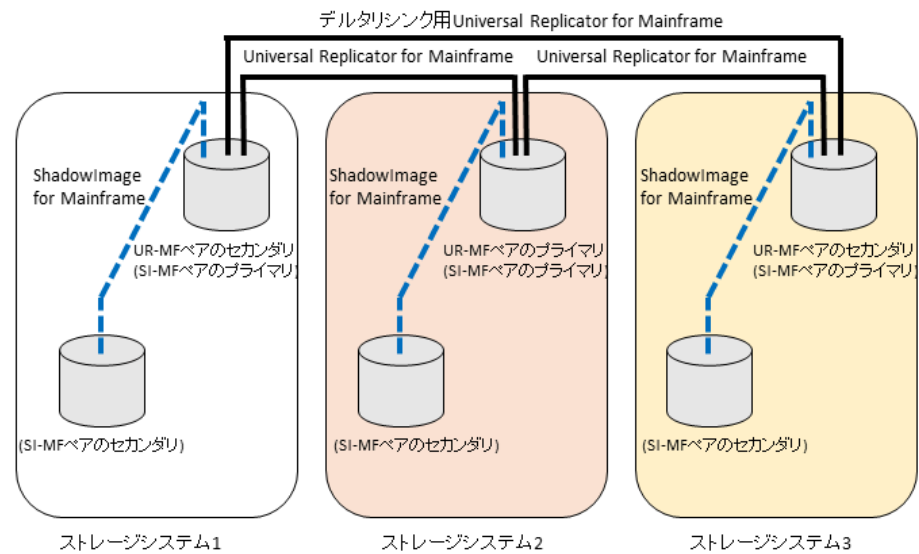 デルタリシンク用Universal Replicator for Mainframe
Universal Replicator for Mainframe
Universal Replicator for Mainframe
ShadowImage
for Mainframe
ShadowImage
for Mainframe
ShadowImage
for Mainframe
UR-MFペアのセカンダリ
(SI-MFペアのプライマリ)
UR-MFペアのプライマリ
(SI-MFペアのプライマリ)
UR-MFペアのセカンダリ
(SI-MFペアのプライマリ)
(SI-MFペアのセカンダリ)
(SI-MFペアのセカンダリ)
(SI-MFペアのセカンダリ)
ストレージシステム1
ストレージシステム2
ストレージシステム3